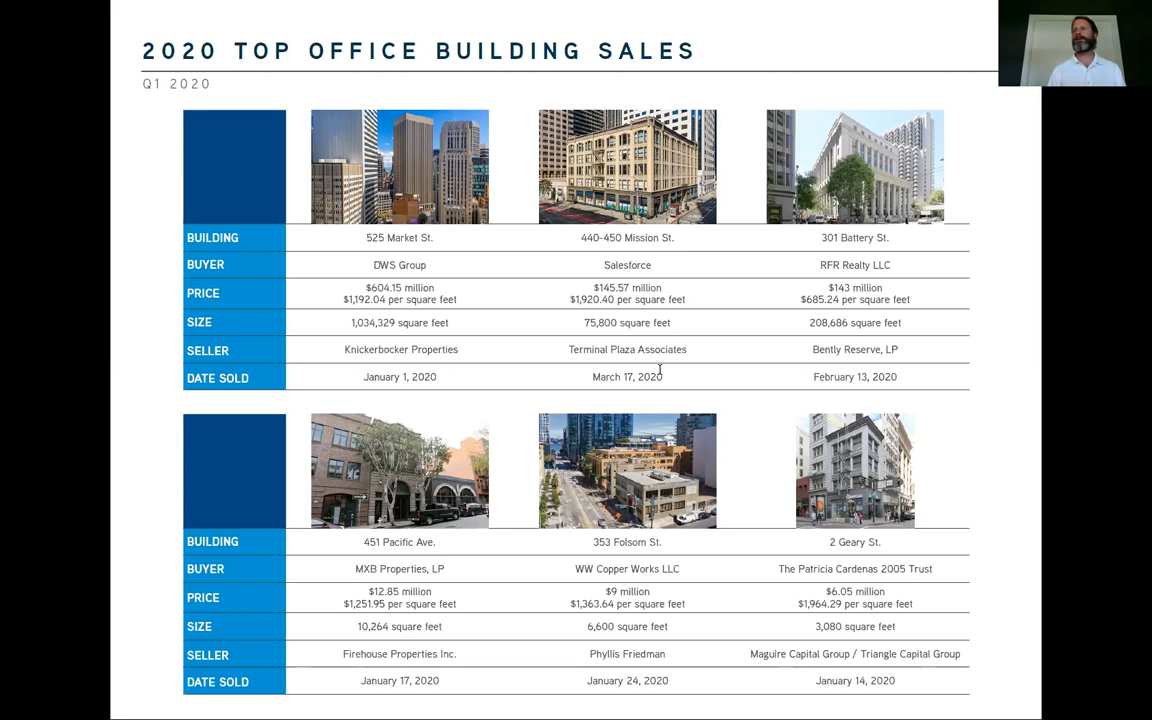 2020 TOP OFFICE BUILDING SALES
Q1 2020
BUILDING 525 Market St. 440-450 Mission St. 301 Battery St.
BUYER DWS Group Salesforce RFR Realty LLC
PRICE $604.15 million $145.57 million $143 million
$1,192.04 per square feet $1,920.40 per square feet $685.24 per square feet
SIZE 1,034,329 square feet 75,800 square feet 208,686 square feet
SELLER Knickerbocker Properties Terminal Plaza Associates Bently Reserve, LP
DATE SOLD January 1, 2020 March 17, 2020 February 13, 2020
BUILDING 451 Pacific Ave. 353 Folsom St. 2 Geary St.
BUYER MXB Properties, LP WW Copper Works LLC The Patricia Cardenas 2005 Trust
PRICE $12.85 million $9 million $6.05 million
$1,251.95 per square feet $1,363.64 per square feet $1,964.29 per square feet
SIZE 10,264 square feet 6,600 square feet 3,080 square feet
SELLER Firehouse Properties Inc. Phyllis Friedman Maguire Capital Group / Triangle Capital Group
DATE SOLD January 17, 2020 January 24, 2020 January 14, 2020